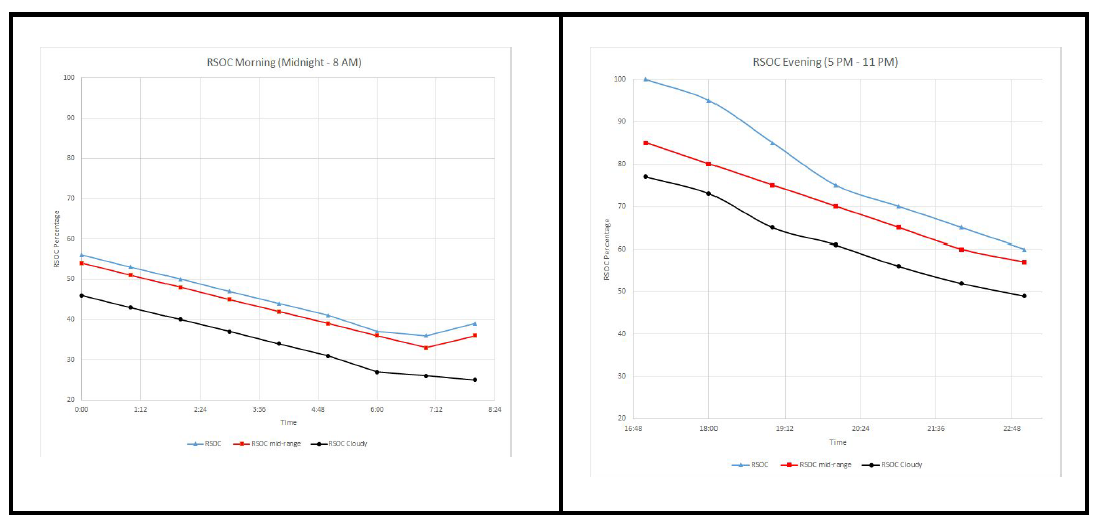 RSOC Morning (Midnight - 8 AM)
100
90
80
70
60
50
40
30
20
RSOC Percentage
0:00 1:12 2:24 3:36 4:48 6:00 7:12 8:24
Time
RSOC RSOC mid-range RSOC Cloudy
RSOC Evening (5 PM - 11 PM)
100
90
80
70
60
50
40
30
20
RSOC Percentage
16:48 18:00 19:12 20:24 21:36 22:48
Time
RSOC RSOC mid-range RSOC Cloudy